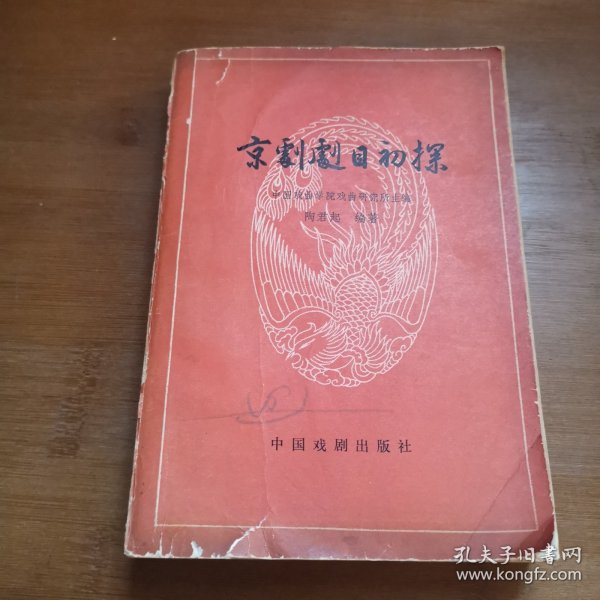 京劇劇目初探
中国戏曲学院戏曲研究所主编
陶君起 编著
中国戏剧出版社
孔夫子旧书网
www.kongfz.com